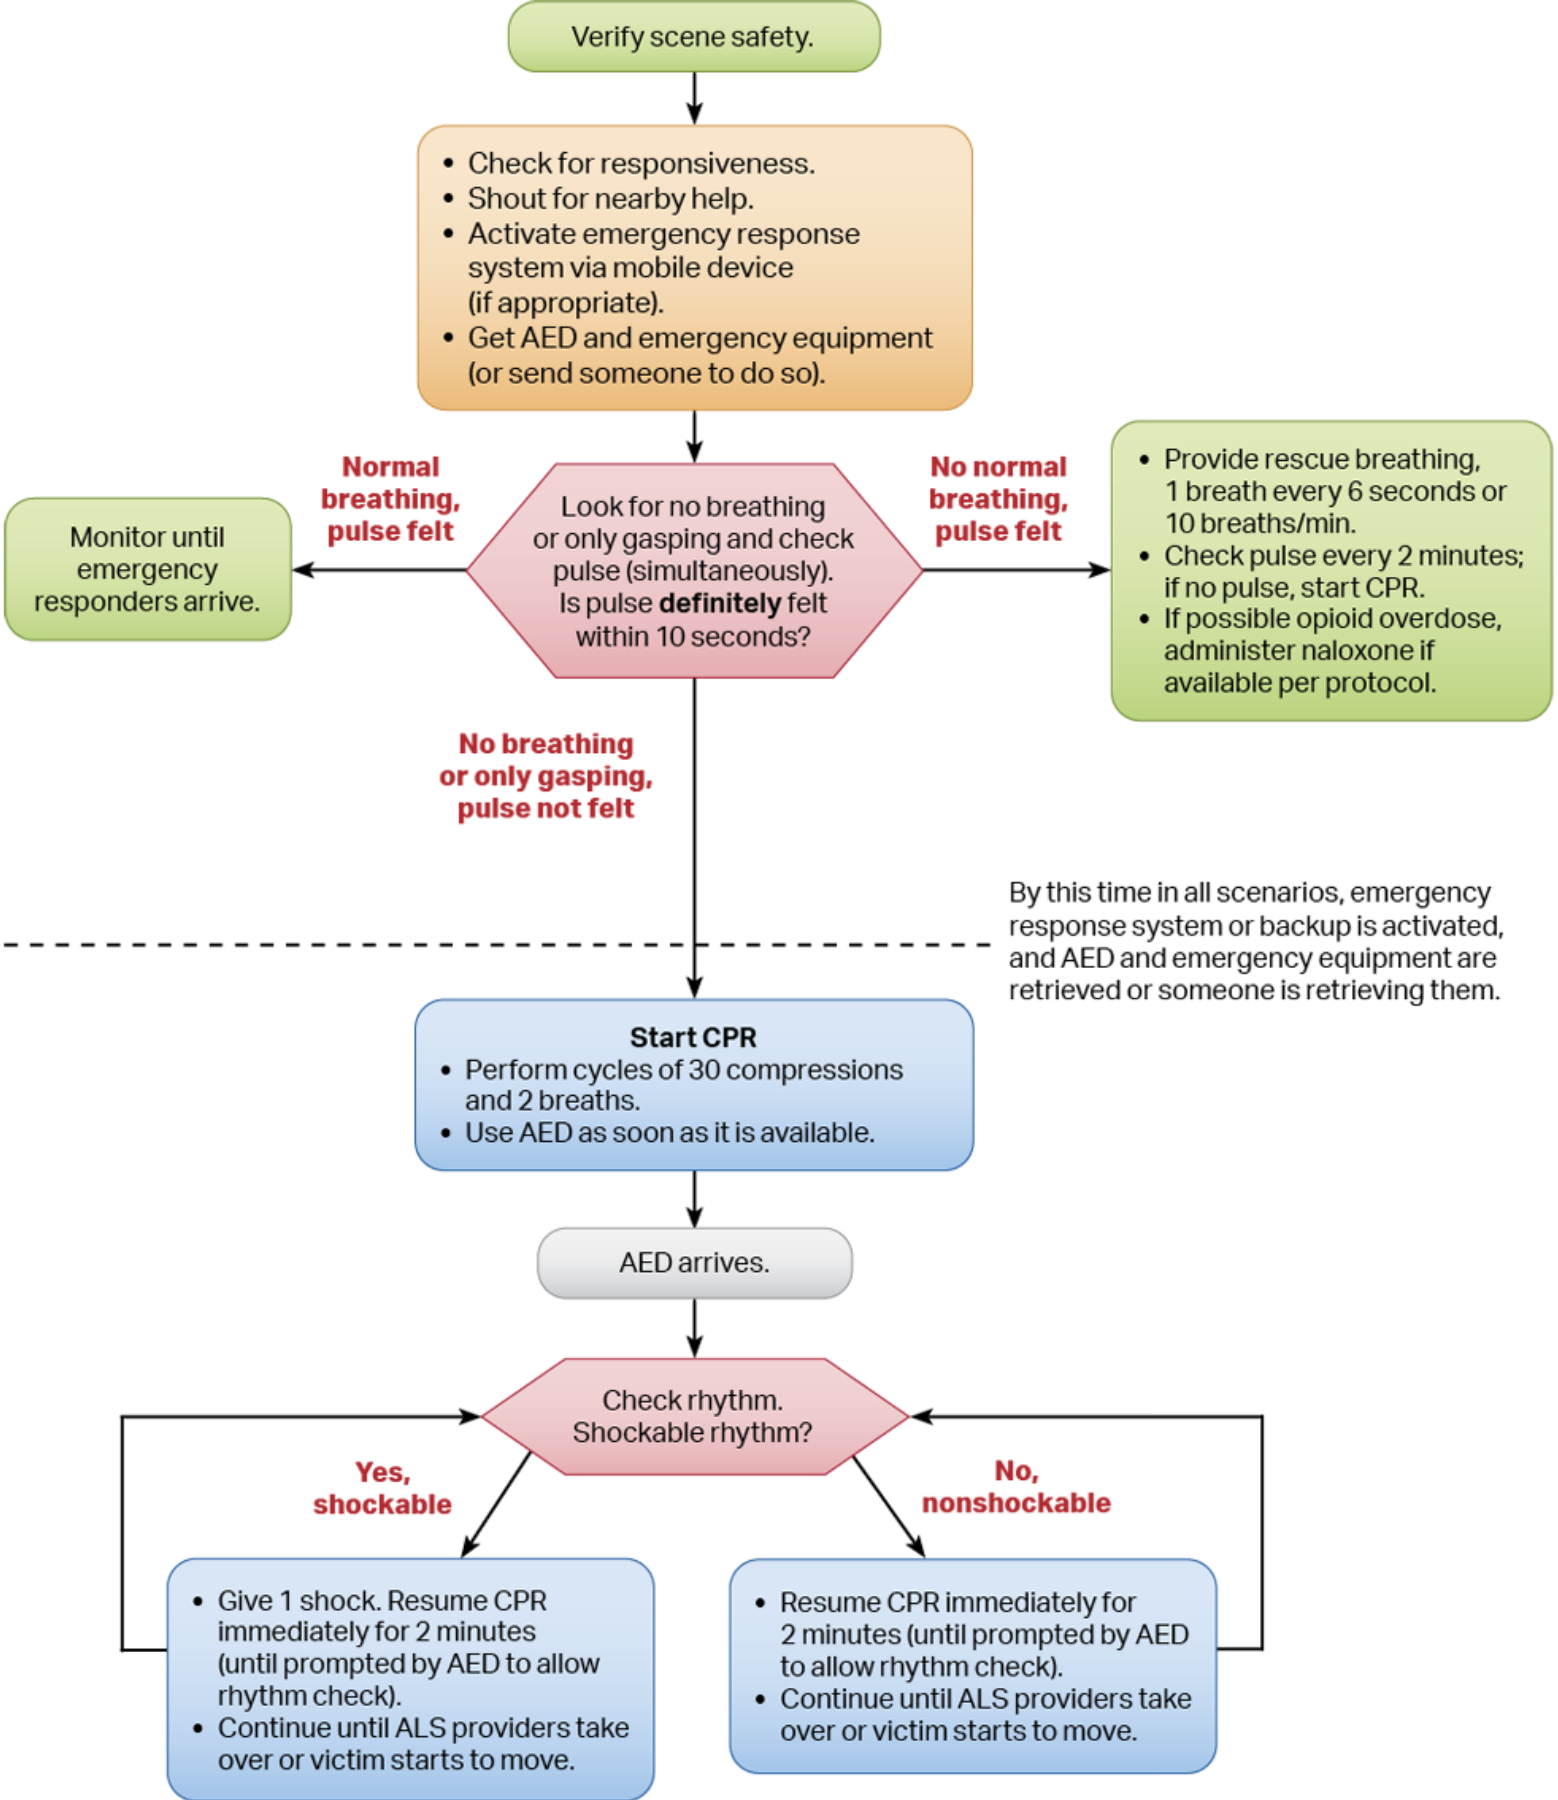 Verify scene safety.
• Check for responsiveness.
• Shout for nearby help.
• Activate emergency response
system via mobile device
(if appropriate).
• Get AED and emergency equipment
(or send someone to do so).
Normal
breathing,
pulse felt
Monitor until
emergency
responders arrive.
Look for no breathing
or only gasping and check
pulse (simultaneously).
Is pulse definitely felt
within 10 seconds?
No normal
breathing,
pulse felt
• Provide rescue breathing,
1 breath every 6 seconds or
10 breaths/min.
• Check pulse every 2 minutes;
if no pulse, start CPR.
• If possible opioid overdose,
administer naloxone if
available per protocol.
No breathing
or only gasping,
pulse not felt
By this time in all scenarios, emergency
response system or backup is activated,
and AED and emergency equipment are
retrieved or someone is retrieving them.
Start CPR
• Perform cycles of 30 compressions
and 2 breaths.
• Use AED as soon as it is available.
AED arrives.
Check rhythm.
Shockable rhythm?
Yes,
shockable
No,
nonshockable
• Give 1 shock. Resume CPR
immediately for 2 minutes
(until prompted by AED to allow
rhythm check).
• Continue until ALS providers take
over or victim starts to move.
• Resume CPR immediately for
2 minutes (until prompted by AED
to allow rhythm check).
• Continue until ALS providers take
over or victim starts to move.